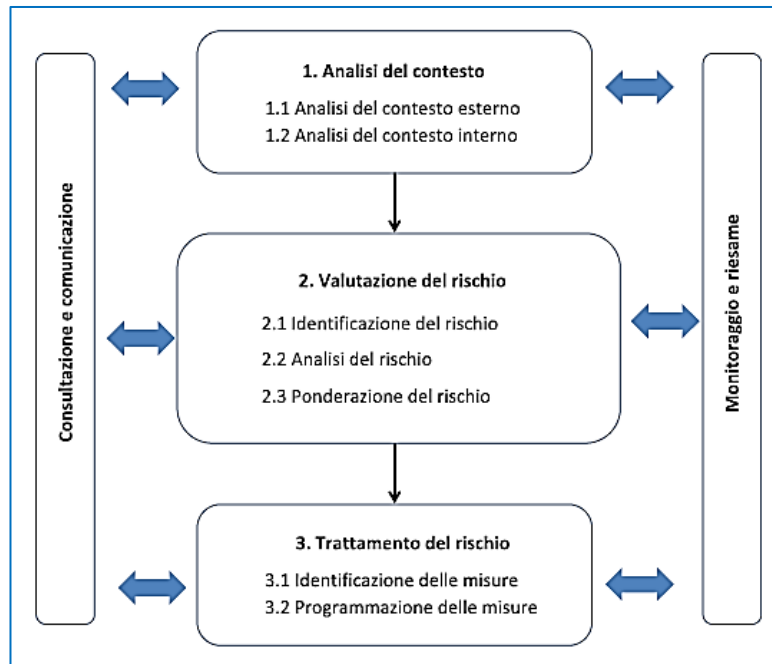 Consultazione e comunicazione
1. Analisi del contesto
1.1 Analisi del contesto esterno
1.2 Analisi del contesto interno
2. Valutazione del rischio
2.1 Identificazione del rischio
2.2 Analisi del rischio
2.3 Ponderazione del rischio
3. Trattamento del rischio
3.1 Identificazione delle misure
3.2 Programmazione delle misure
Monitoraggio e riesame